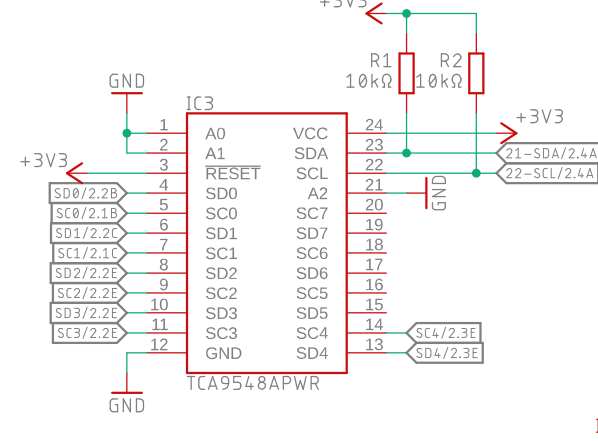 +3V3
R1 R2
10kΩ 10kΩ
GND
IC3
+3V3
1 A0 VCC 24
2 A1 SDA 23 21-SDA/2.4A
+3V3
3 RESET SCL 22 22-SCL/2.4A
SD0/2.2B 4 SD0 A2 21 GND
SC0/2.1B 5 SC0 SC7 20
SD1/2.2C 6 SD1 SD7 19
SC1/2.1C 7 SC1 SC6 18
SD2/2.2E 8 SD2 SD6 17
SC2/2.2E 9 SC2 SC5 16
SD3/2.2E 10 SD3 SD5 15
SC3/2.2E 11 SC3 SC4 14 SC4/2.3E
12 GND SD4 13 SD4/2.3E
TCA9548APWR
GND